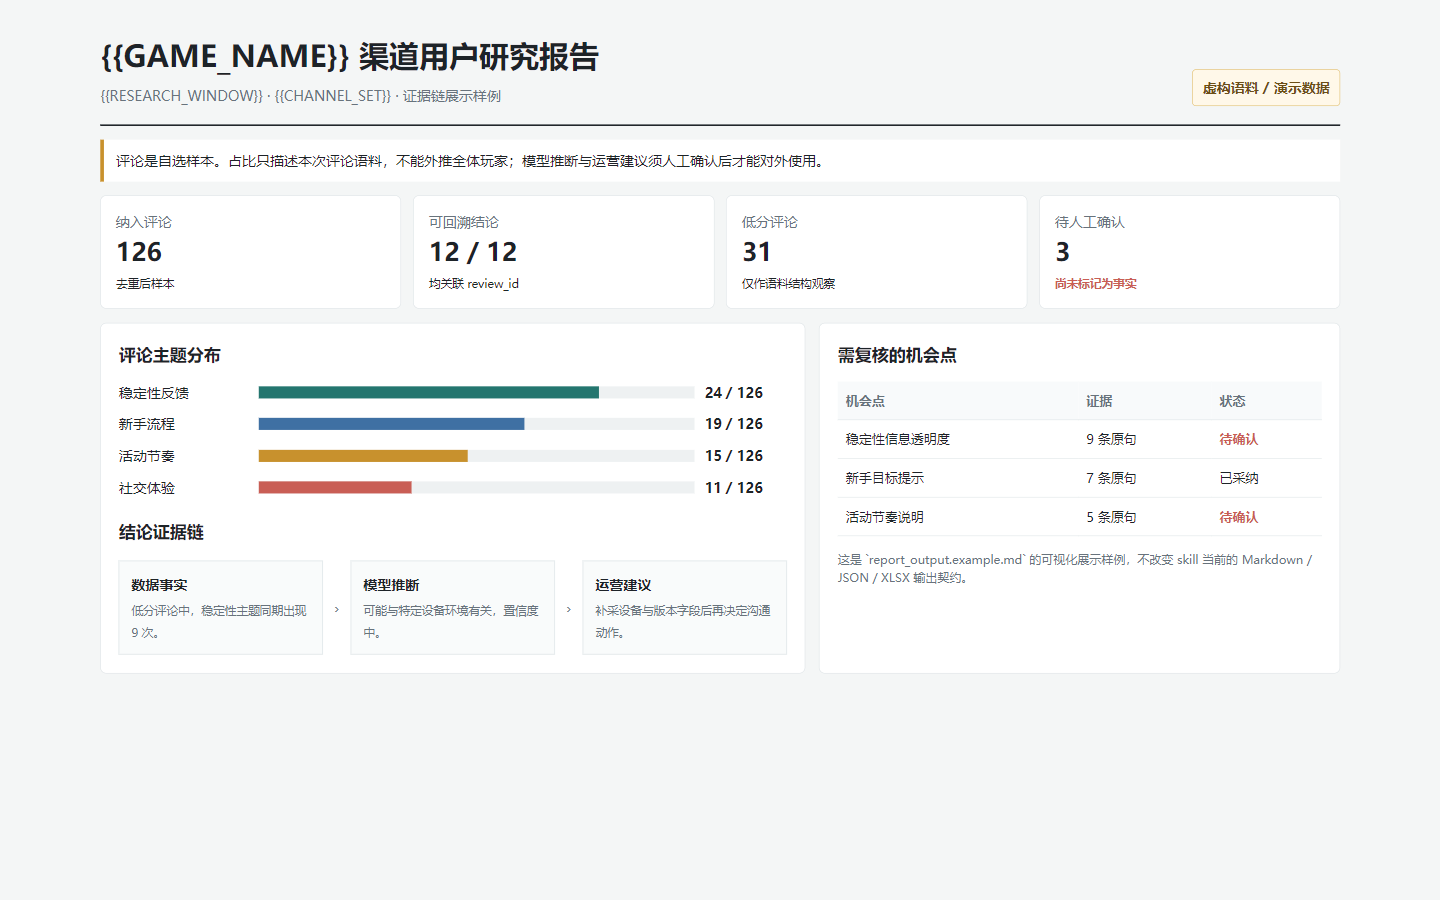 {{GAME_NAME}} 渠道用户研究报告
{{RESEARCH_WINDOW}} · {{CHANNEL_SET}} · 证据链展示样例
虚构语料 / 演示数据
评论是自选样本。占比只描述本次评论语料，不能外推全体玩家；模型推断与运营建议须人工确认后才能对外使用。
纳入评论
126
去重后样本
可回溯结论
12 / 12
均关联 review_id
低分评论
31
仅作语料结构观察
待人工确认
3
尚未标记为事实
评论主题分布
稳定性反馈 24 / 126
新手流程 19 / 126
活动节奏 15 / 126
社交体验 11 / 126
结论证据链
数据事实
低分评论中，稳定性主题同期出现
9 次。
›
模型推断
可能与特定设备环境有关，置信度
中。
›
运营建议
补采设备与版本字段后再决定沟通
动作。
需复核的机会点
机会点 证据 状态
稳定性信息透明度 9 条原句 待确认
新手目标提示 7 条原句 已采纳
活动节奏说明 5 条原句 待确认
这是 `report_output.example.md` 的可视化展示样例，不改变 skill 当前的 Markdown /
JSON / XLSX 输出契约。